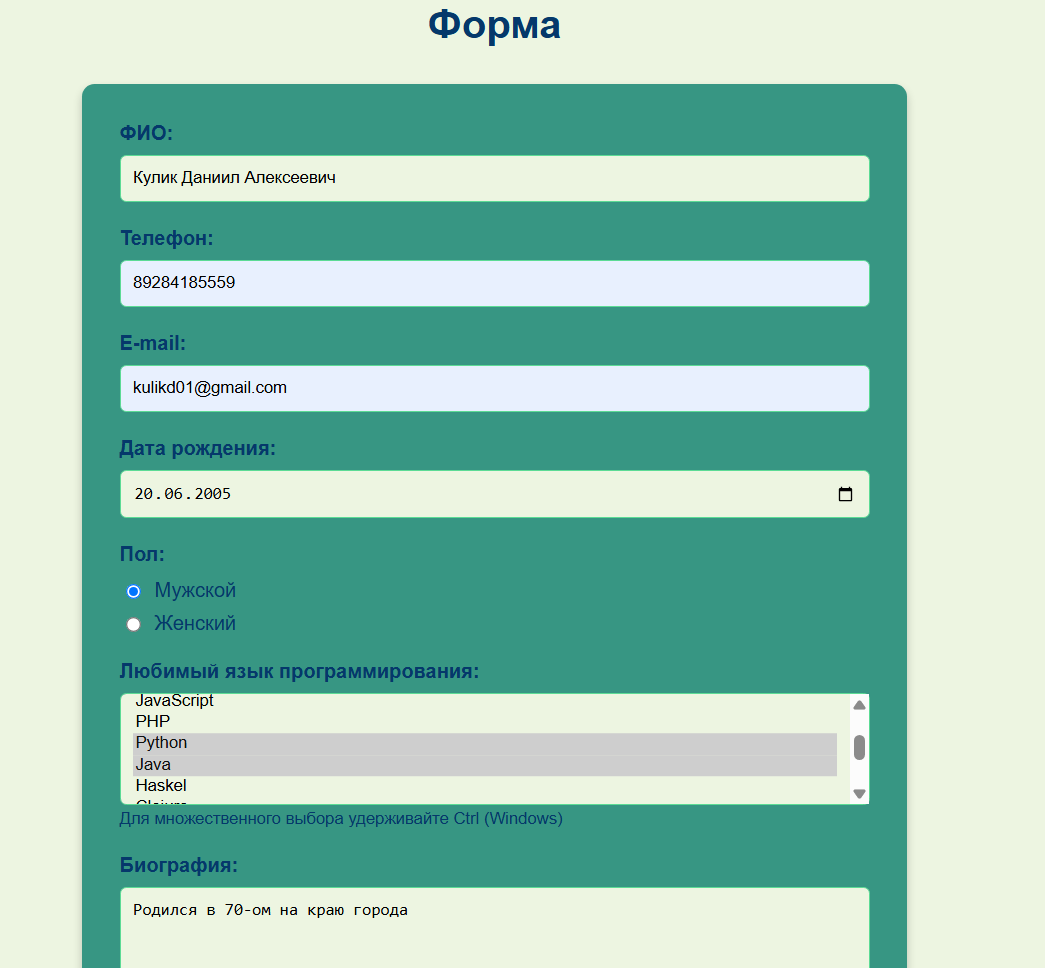 Форма
ФИО:
Кулик Даниил Алексеевич
Телефон:
89284185559
E-mail:
kulikd01@gmail.com
Дата рождения:
20.06.2005
Пол:
Мужской
Женский
Любимый язык программирования:
JavaScript
PHP
Python
Java
Haskel
Для множественного выбора удерживайте Ctrl (Windows)
Биография:
Родился в 70-ом на краю города